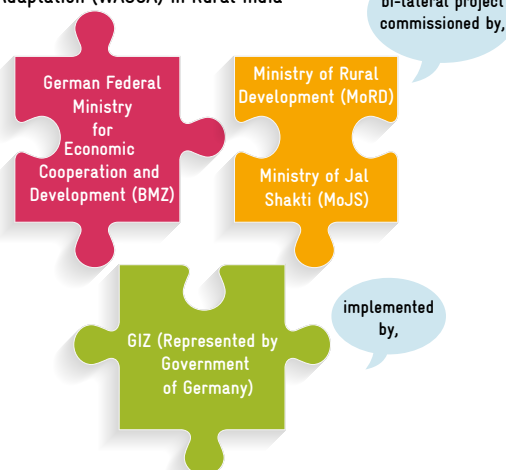 Adaptation (WASCA) in Rural India
bi-lateral project
commissioned by,
German Federal
Ministry
for
Economic
Cooperation and
Development (BMZ)
Ministry of Rural
Development (MoRD)
Ministry of Jal
Shakti (MoJS)
implemented
by,
GIZ (Represented by
Government
of Germany)